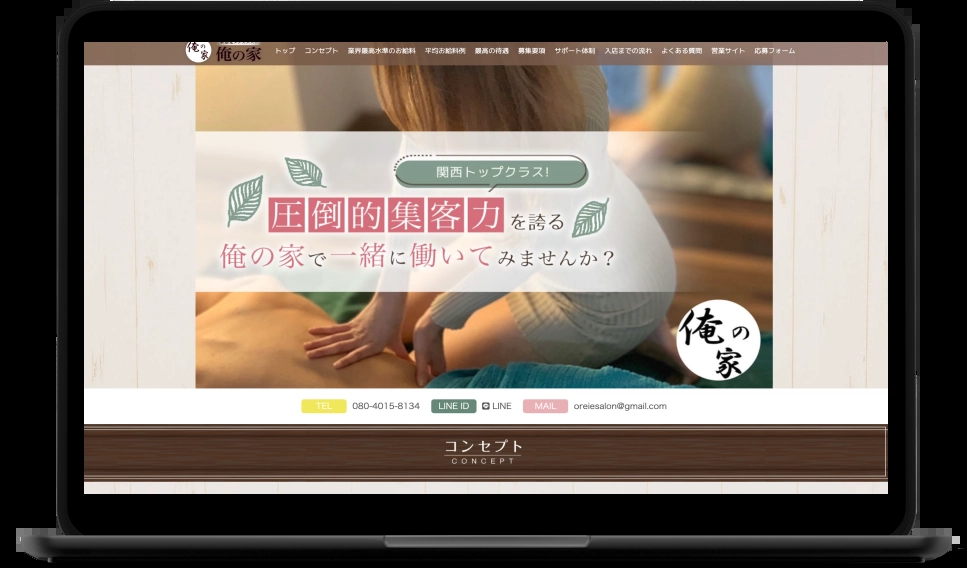 俺の家
俺の家
トップ コンセプト 業界最高水準のお給料 平均お給料例 最高の待遇 募集要項 サポート体制 入店までの流れ よくある質問 営業サイト 応募フォーム
関西トップクラス!
圧倒的集客力を誇る
俺の家で一緒に働いてみませんか？
俺の家
TEL 080-4015-8134 LINE ID LINE MAIL oreiesalon@gmail.com
コンセプト
CONCEPT